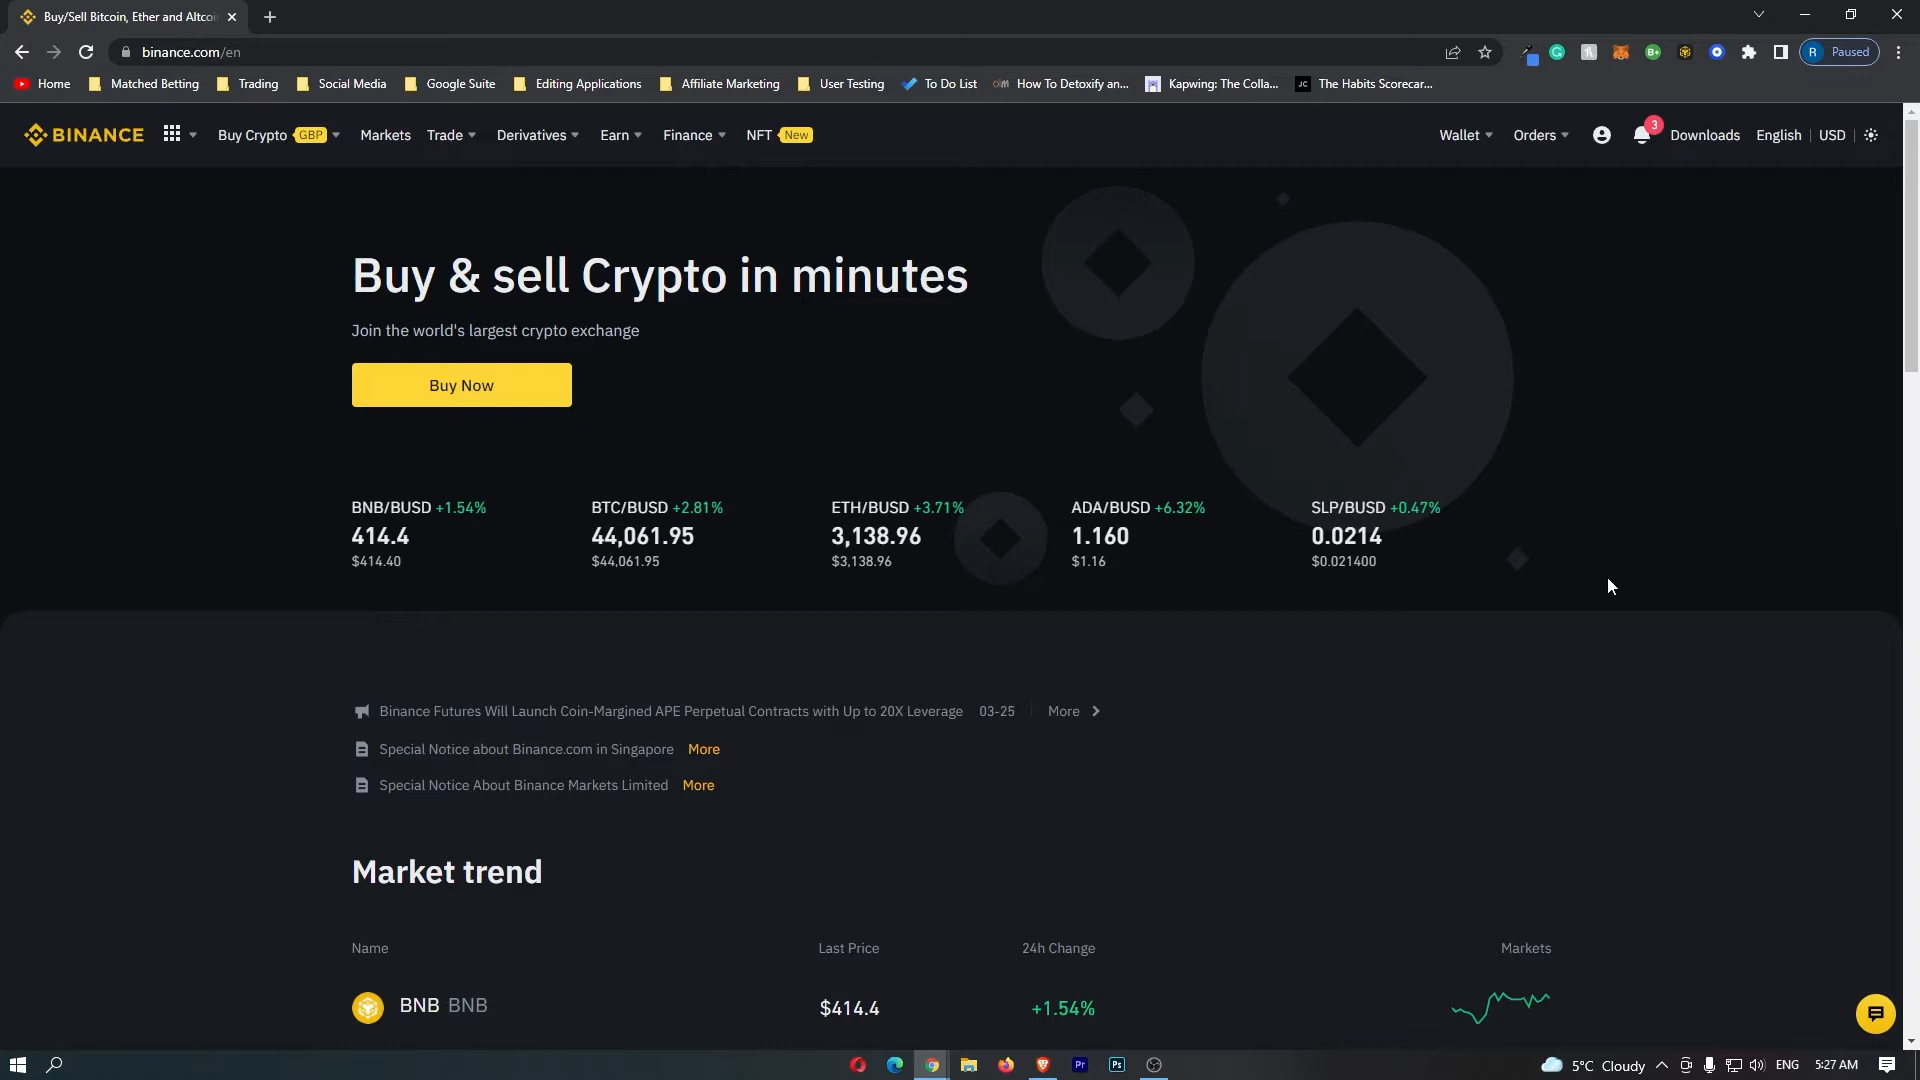 Buy/Sell Bitcoin, Ether and Altcoi
binance.com/en
R Paused
Home Matched Betting Trading Social Media Google Suite Editing Applications Affiliate Marketing User Testing To Do List How To Detoxify an... Kapwing: The Colla... JC The Habits Scorecar...
BINANCE Buy Crypto GBP Markets Trade Derivatives Earn Finance NFT New Wallet Orders 3 Downloads English USD
Buy & sell Crypto in minutes
Join the world's largest crypto exchange
Buy Now
BNB/BUSD +1.54% BTC/BUSD +2.81% ETH/BUSD +3.71% ADA/BUSD +6.32% SLP/BUSD +0.47%
414.4 44,061.95 3,138.96 1.160 0.0214
$414.40 $44,061.95 $3,138.96 $1.16 $0.021400
Binance Futures Will Launch Coin-Margined APE Perpetual Contracts with Up to 20X Leverage 03-25 More
Special Notice about Binance.com in Singapore More
Special Notice About Binance Markets Limited More
Market trend
Name Last Price 24h Change Markets
BNB BNB $414.4 +1.54%
Pr Ps 5°C Cloudy ENG 5:27 AM